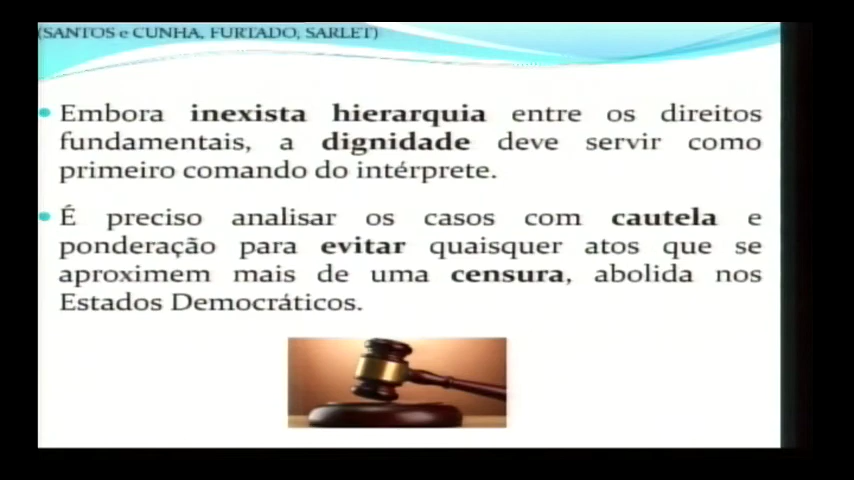 (SANTOS e CUNHA, FURTADO, SARLET)
• Embora inexista hierarquia entre os direitos
fundamentais, a dignidade deve servir como
primeiro comando do intérprete.
• É preciso analisar os casos com cautela e
ponderação para evitar quaisquer atos que se
aproximem mais de uma censura, abolida nos
Estados Democráticos.